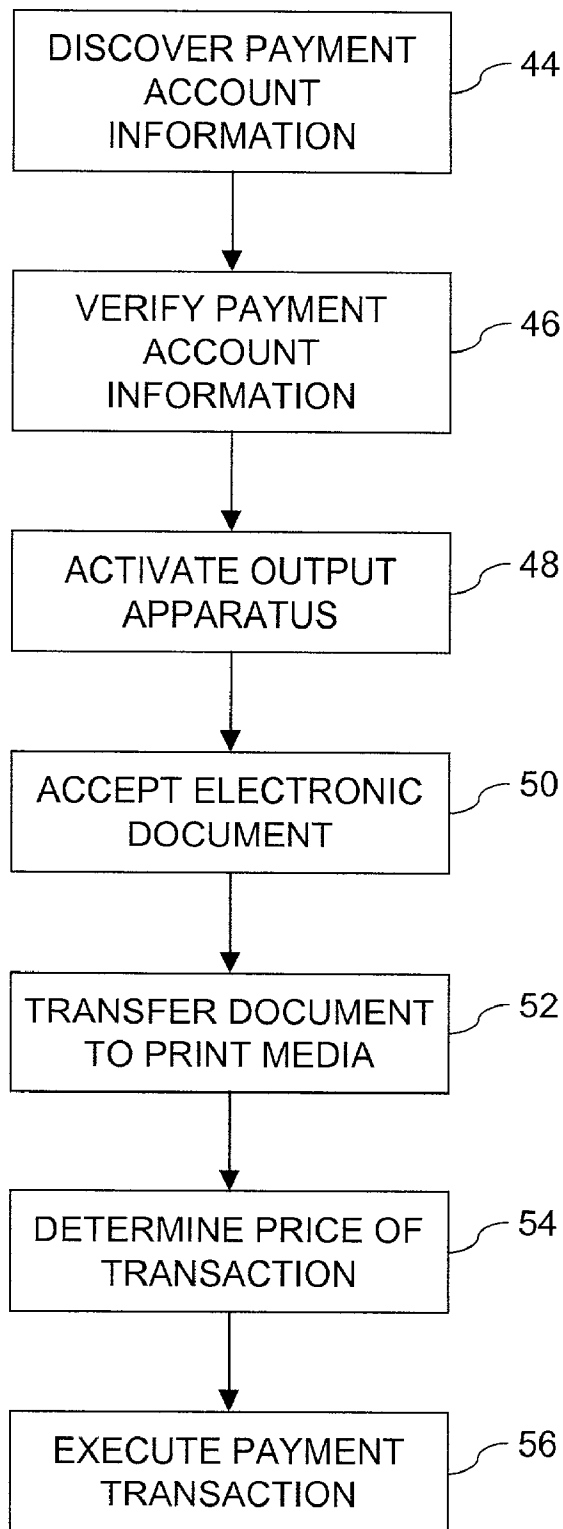 DISCOVER PAYMENT
ACCOUNT
INFORMATION
44
VERIFY PAYMENT
ACCOUNT
INFORMATION
46
ACTIVATE OUTPUT
APPARATUS
48
ACCEPT ELECTRONIC
DOCUMENT
50
TRANSFER DOCUMENT
TO PRINT MEDIA
52
DETERMINE PRICE OF
TRANSACTION
54
EXECUTE PAYMENT
TRANSACTION
56